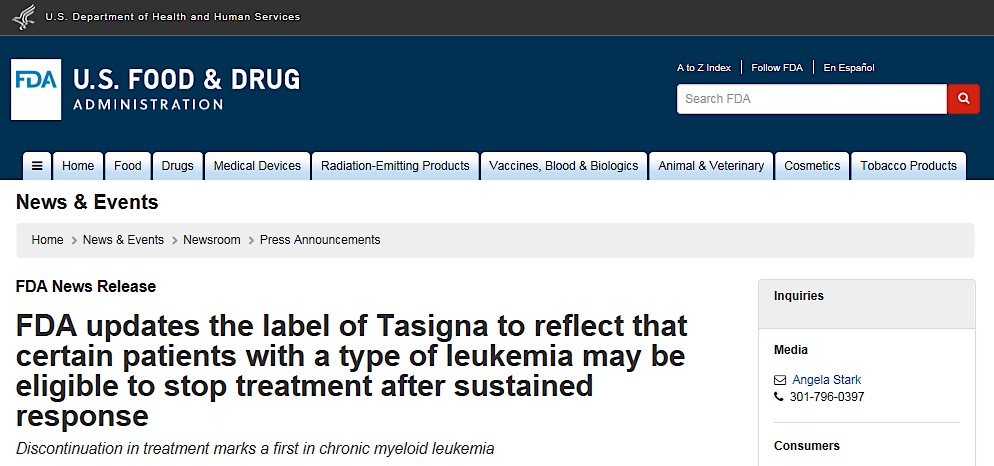 U.S. Department of Health and Human Services
FDA U.S. FOOD & DRUG
ADMINISTRATION
A to Z Index | Follow FDA | En Español
Search FDA
Home Food Drugs Medical Devices Radiation-Emitting Products Vaccines, Blood & Biologics Animal & Veterinary Cosmetics Tobacco Products
News & Events
Home > News & Events > Newsroom > Press Announcements
FDA News Release
FDA updates the label of Tasigna to reflect that
certain patients with a type of leukemia may be
eligible to stop treatment after sustained
response
Discontinuation in treatment marks a first in chronic myeloid leukemia
Inquiries
Media
Angela Stark
301-796-0397
Consumers